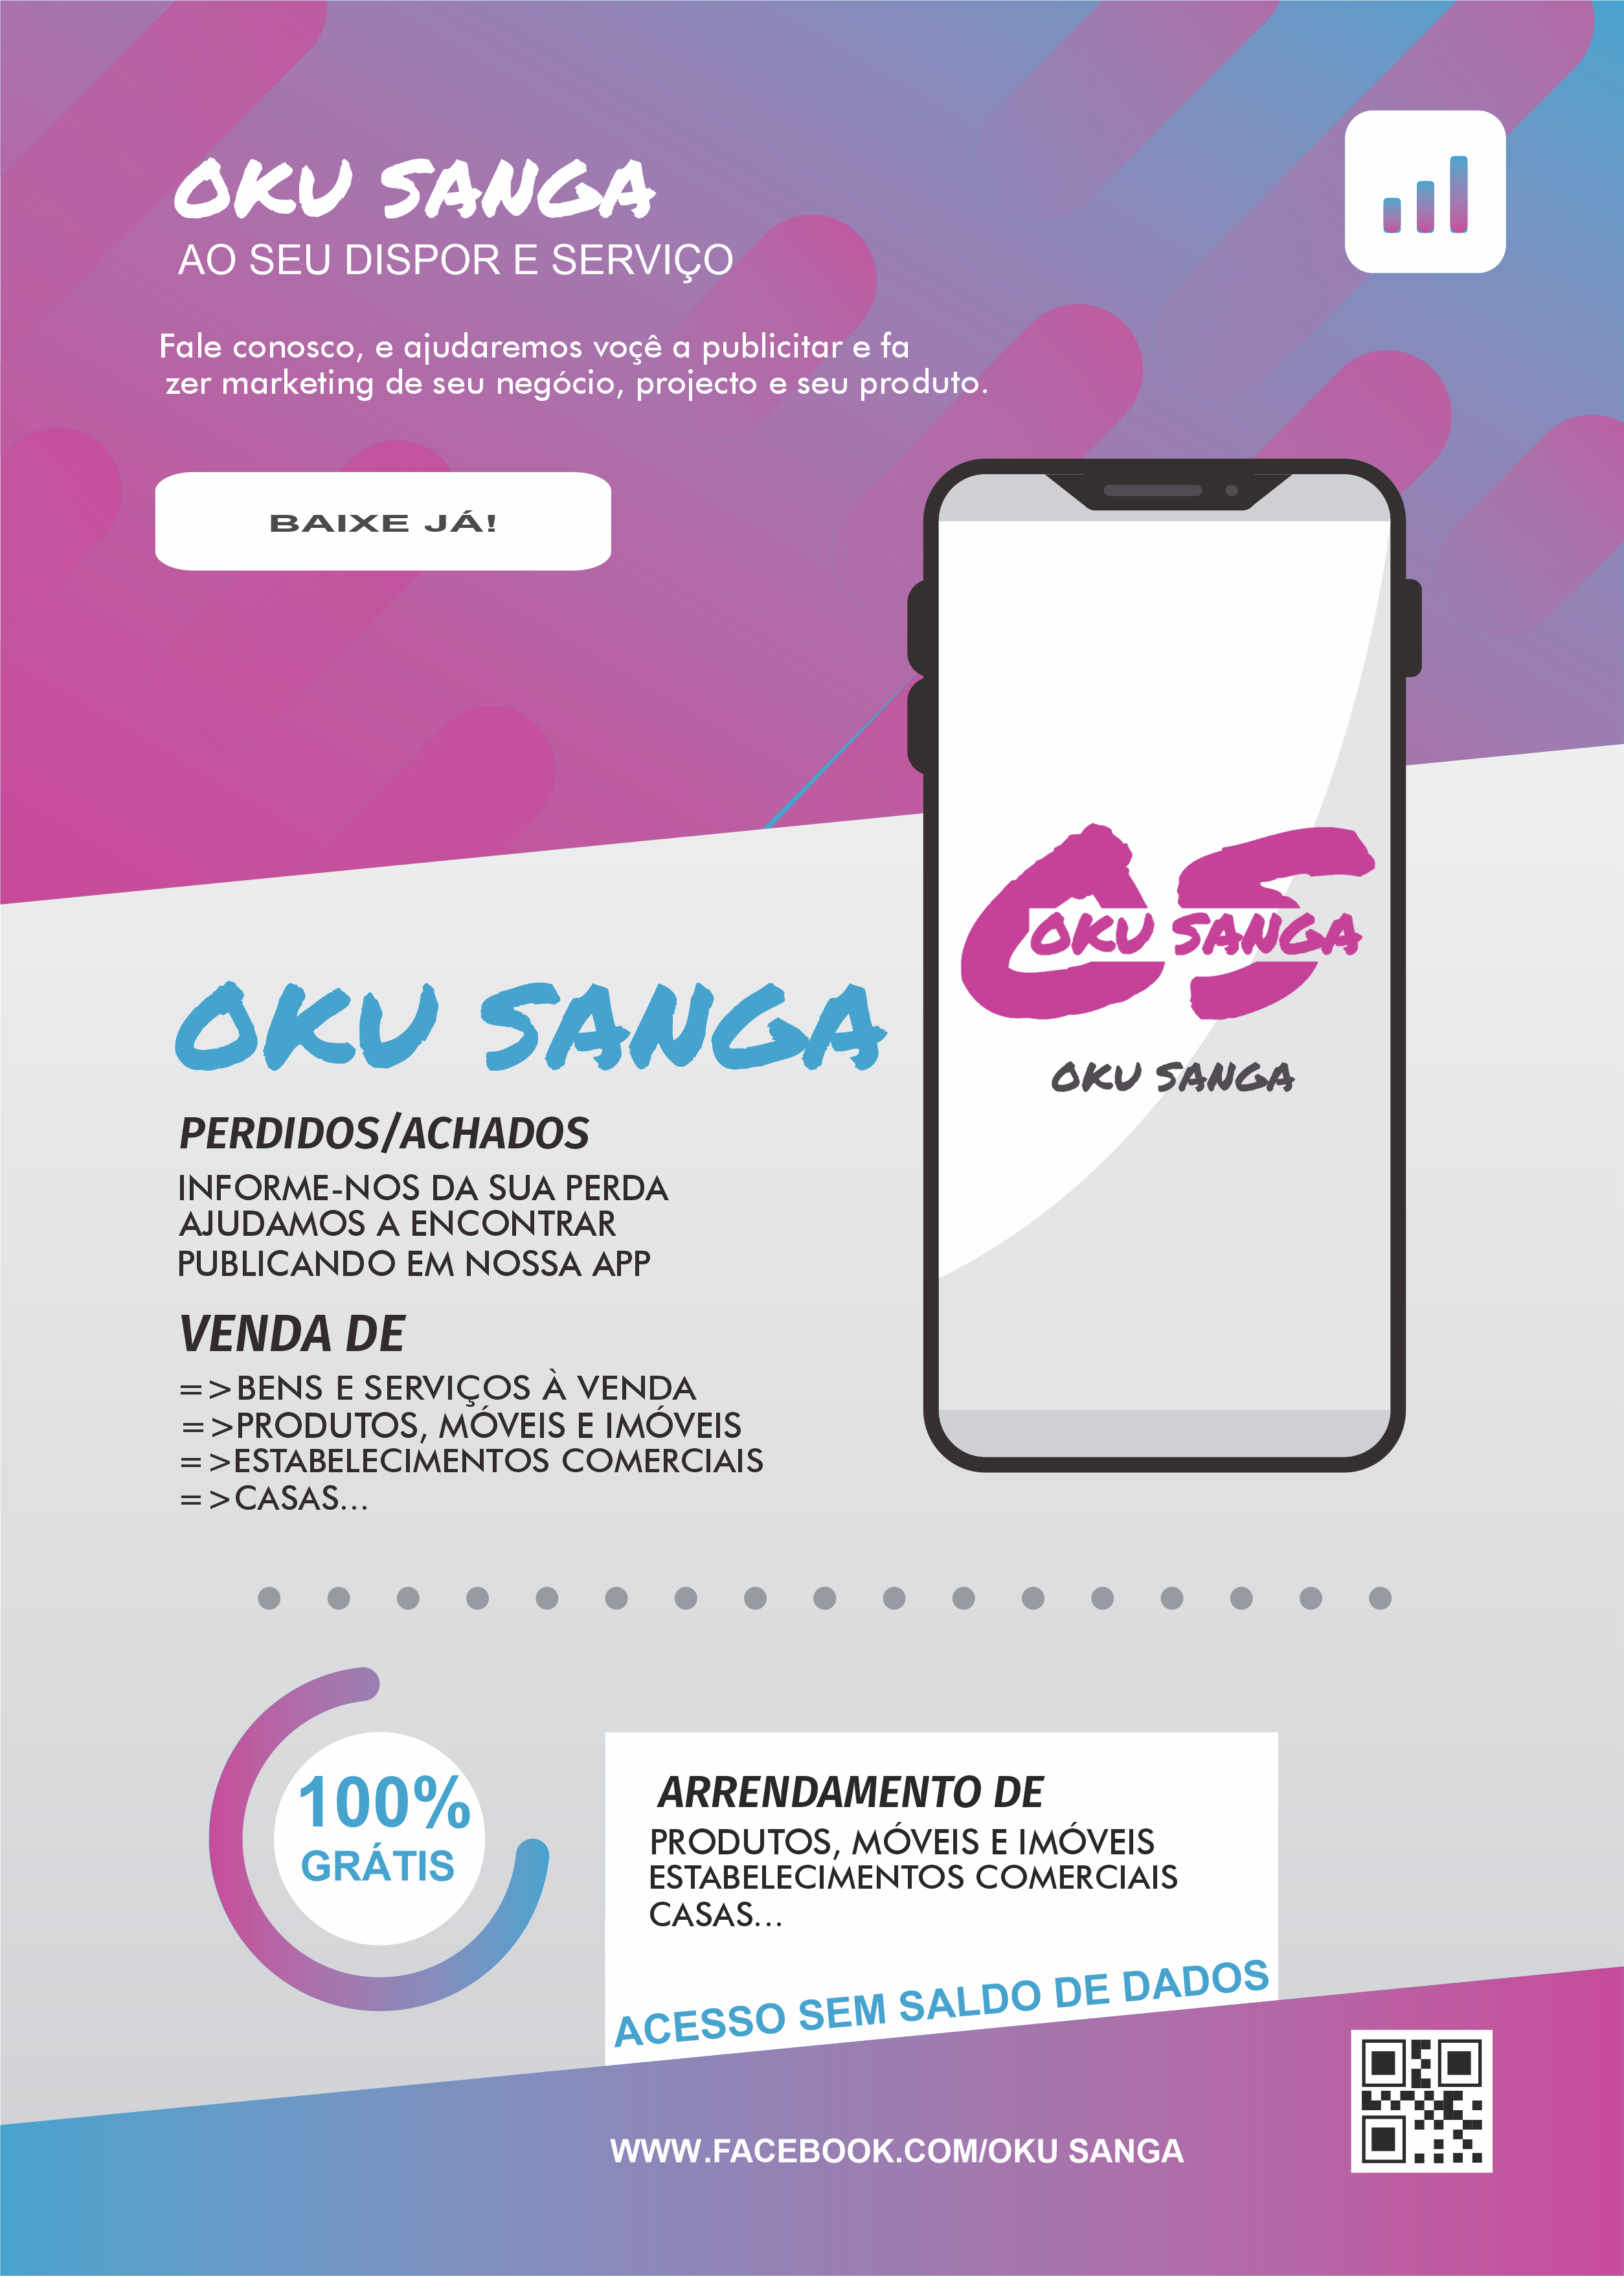 OKU SANGA
AO SEU DISPOR E SERVIÇO
Fale conosco, e ajudaremos voçê a publicitar e fa
zer marketing de seu negócio, projecto e seu produto.
BAIXE JÁ!
OKU SANGA
OKU SANGA
OS
OKU SANGA
PERDIDOS/ACHADOS
INFORME-NOS DA SUA PERDA
AJUDAMOS A ENCONTRAR
PUBLICANDO EM NOSSA APP
VENDA DE
=>BENS E SERVIÇOS À VENDA
=>PRODUTOS, MÓVEIS E IMÓVEIS
=>ESTABELECIMENTOS COMERCIAIS
=>CASAS...
100%
GRÁTIS
ARRENDAMENTO DE
PRODUTOS, MÓVEIS E IMÓVEIS
ESTABELECIMENTOS COMERCIAIS
CASAS...
ACESSO SEM SALDO DE DADOS
WWW.FACEBOOK.COM/OKU SANGA